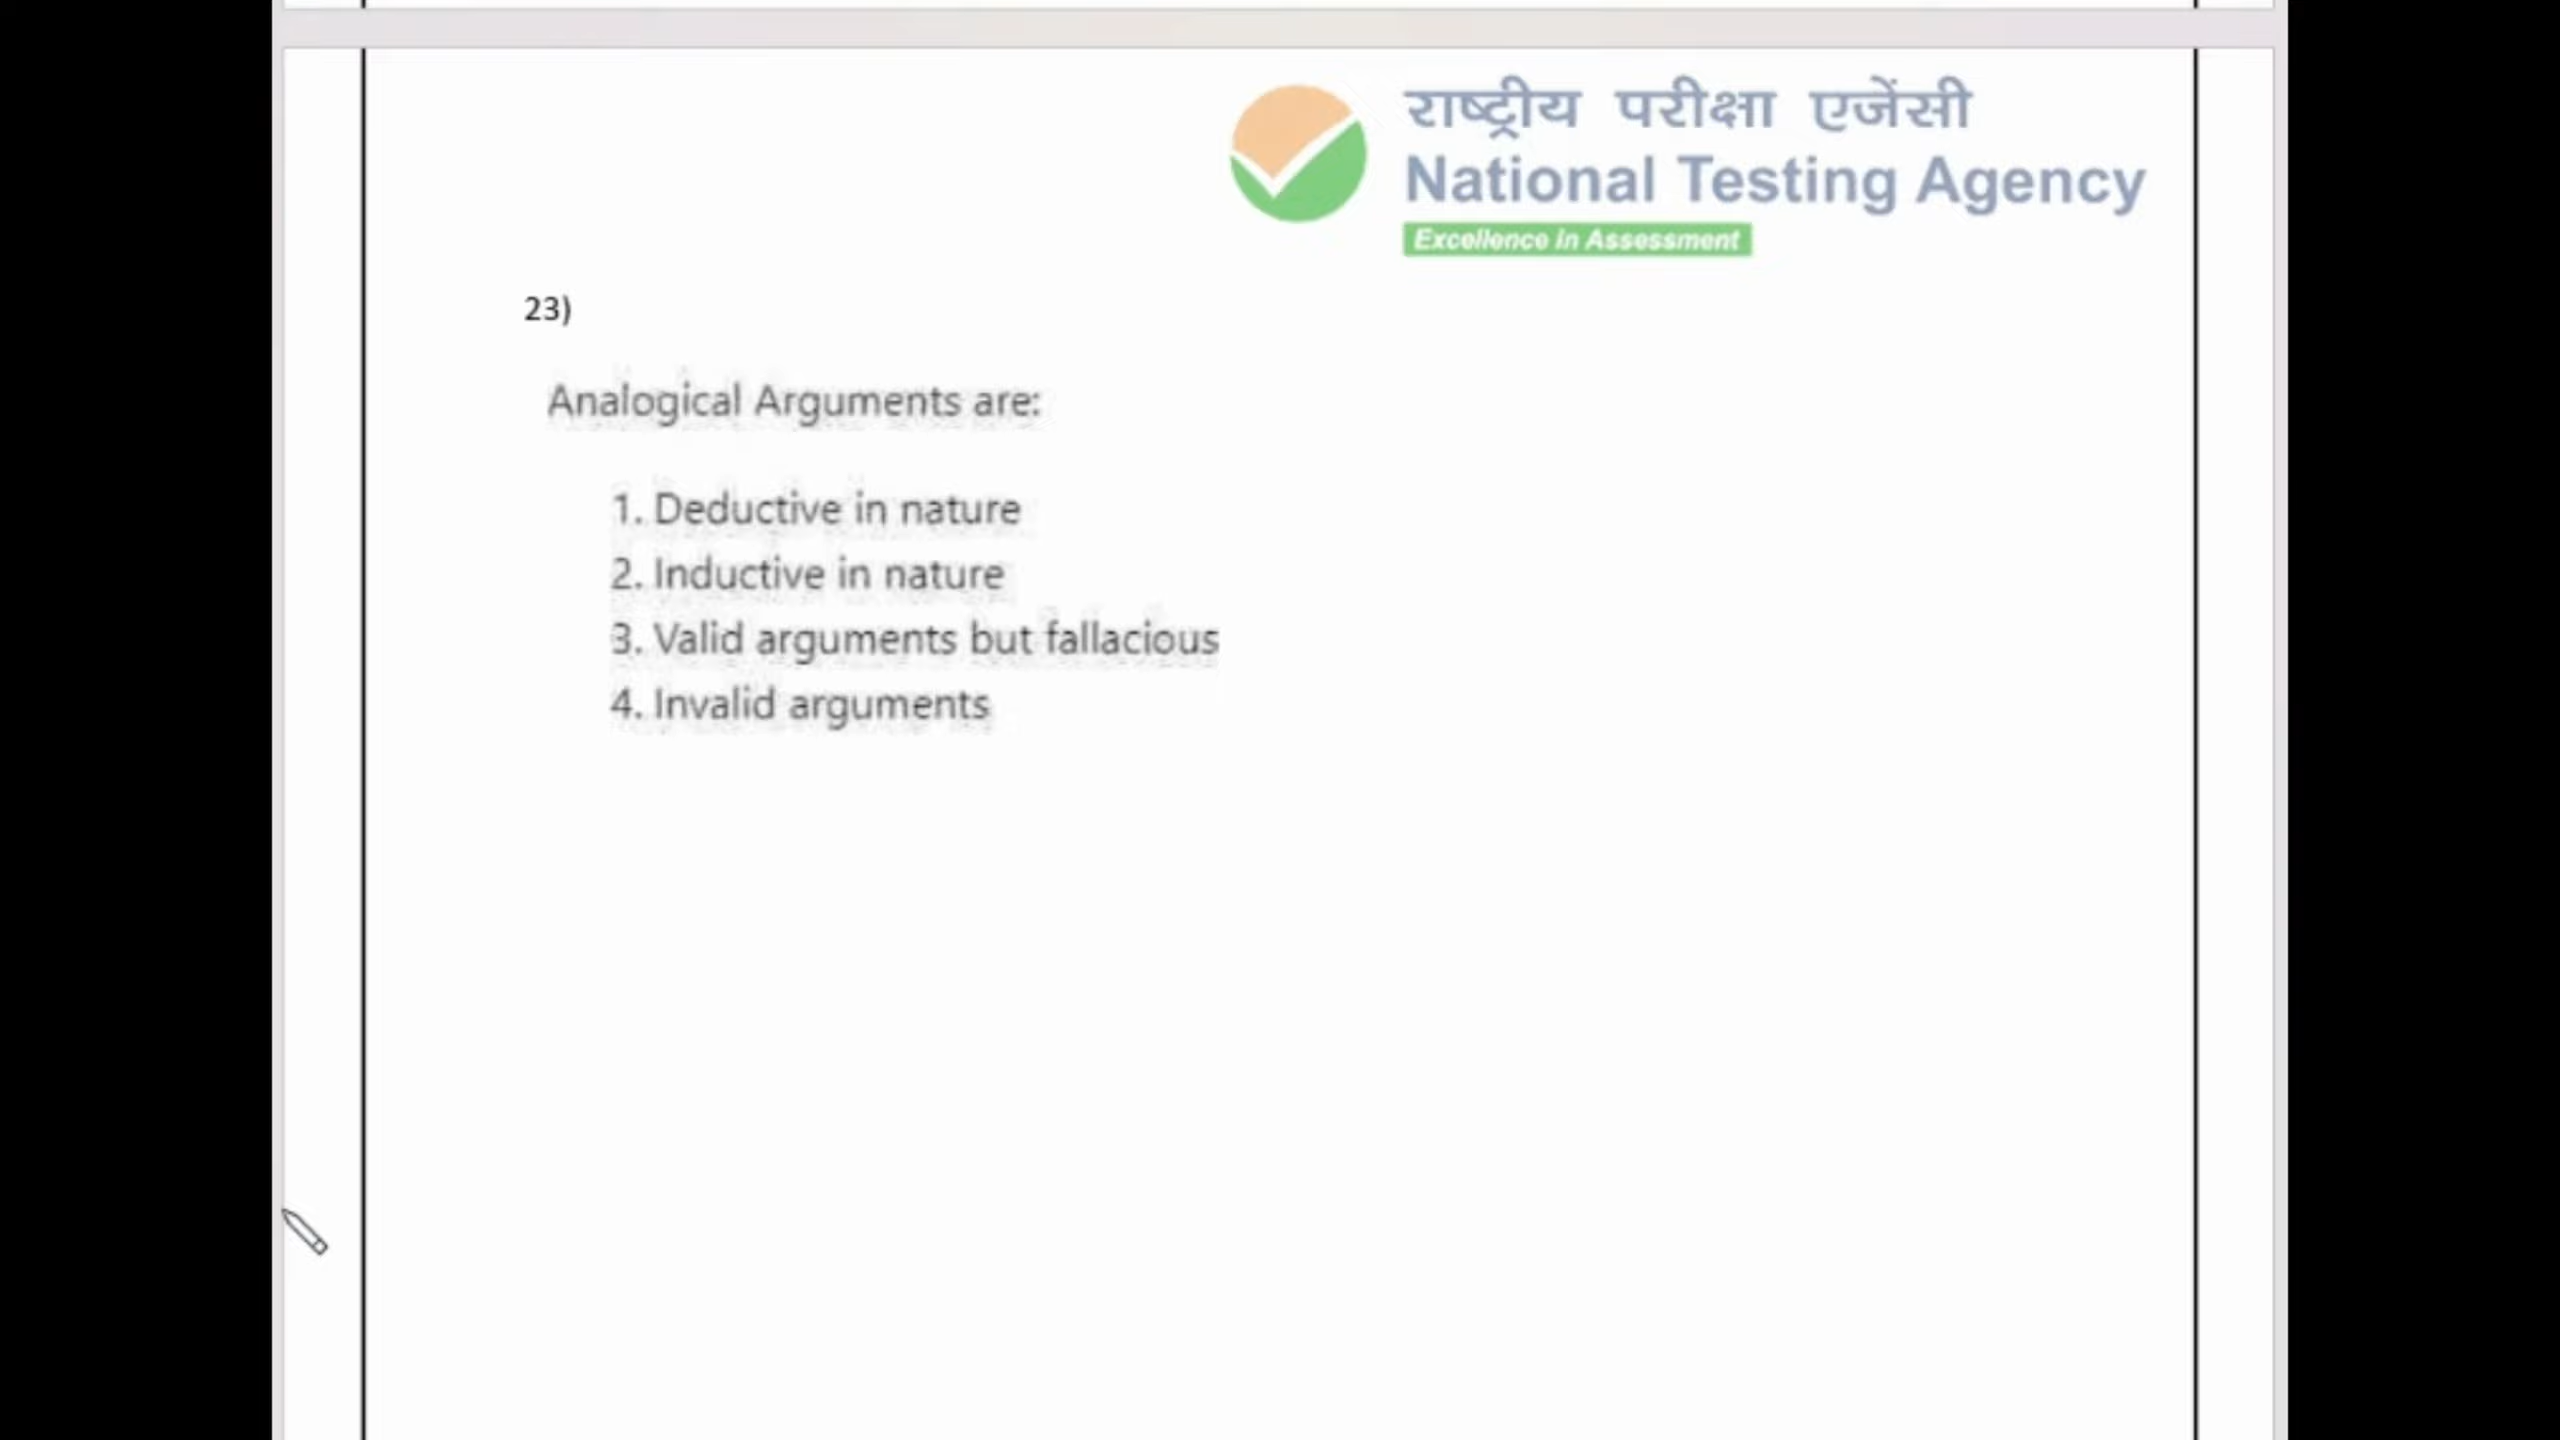 राष्ट्रीय परीक्षा एजेंसी
National Testing Agency
Excellence in Assessment
23)
Analogical Arguments are:
1. Deductive in nature
2. Inductive in nature
3. Valid arguments but fallacious
4. Invalid arguments